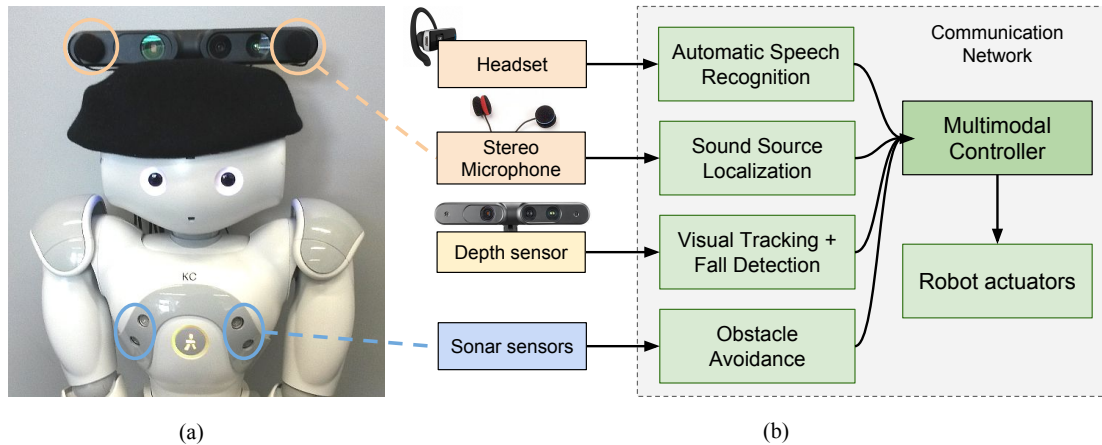 KC
(a)
Headset
Stereo
Microphone
Depth sensor
Sonar sensors
Automatic Speech
Recognition
Sound Source
Localization
Visual Tracking +
Fall Detection
Obstacle
Avoidance
Communication
Network
Multimodal
Controller
Robot actuators
(b)